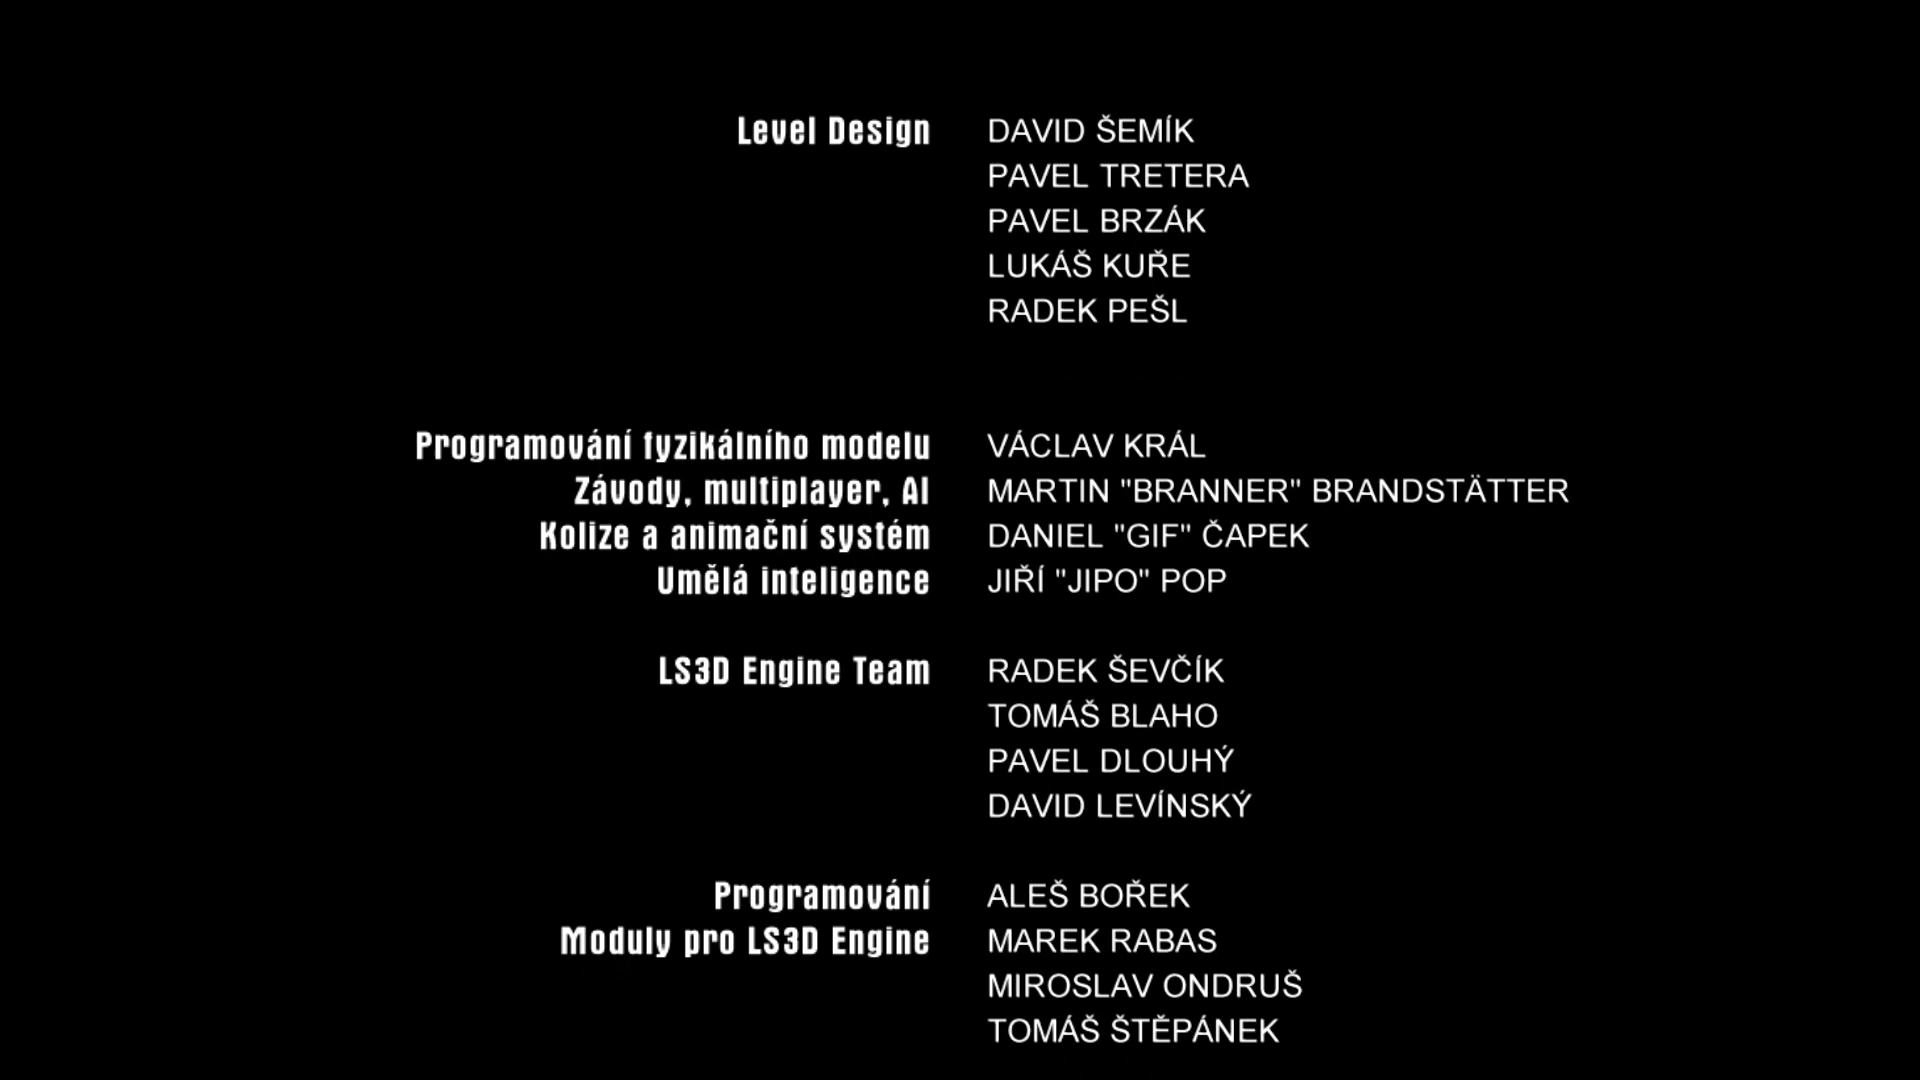 Level Design DAVID ŠEMÍK
PAVEL TRETERA
PAVEL BRZÁK
LUKÁŠ KUŘE
RADEK PEŠL
Programování fyzikálního modelu VÁCLAV KRÁL
Závody, multiplayer, AI MARTIN "BRANNER" BRANDSTÄTTER
Kolize a animační systém DANIEL "GIF" ČAPEK
Umělá inteligence JIŘÍ "JIPO" POP
LS3D Engine Team RADEK ŠEVČÍK
TOMÁŠ BLAHO
PAVEL DLOUHÝ
DAVID LEVÍNSKÝ
Programování ALEŠ BOŘEK
Moduly pro LS3D Engine MAREK RABAS
MIROSLAV ONDRUŠ
TOMÁŠ ŠTĚPÁNEK